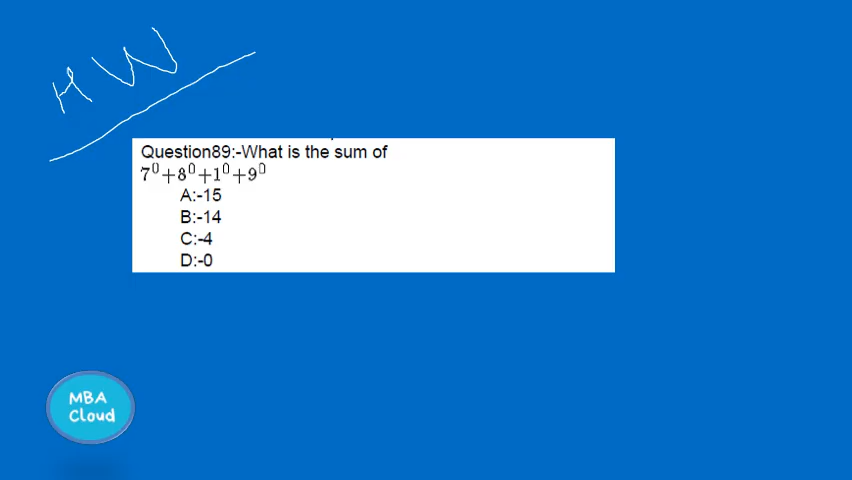 HW
Question89:-What is the sum of
7⁰+8⁰+1⁰+9⁰
A:-15
B:-14
C:-4
D:-0
MBA
Cloud